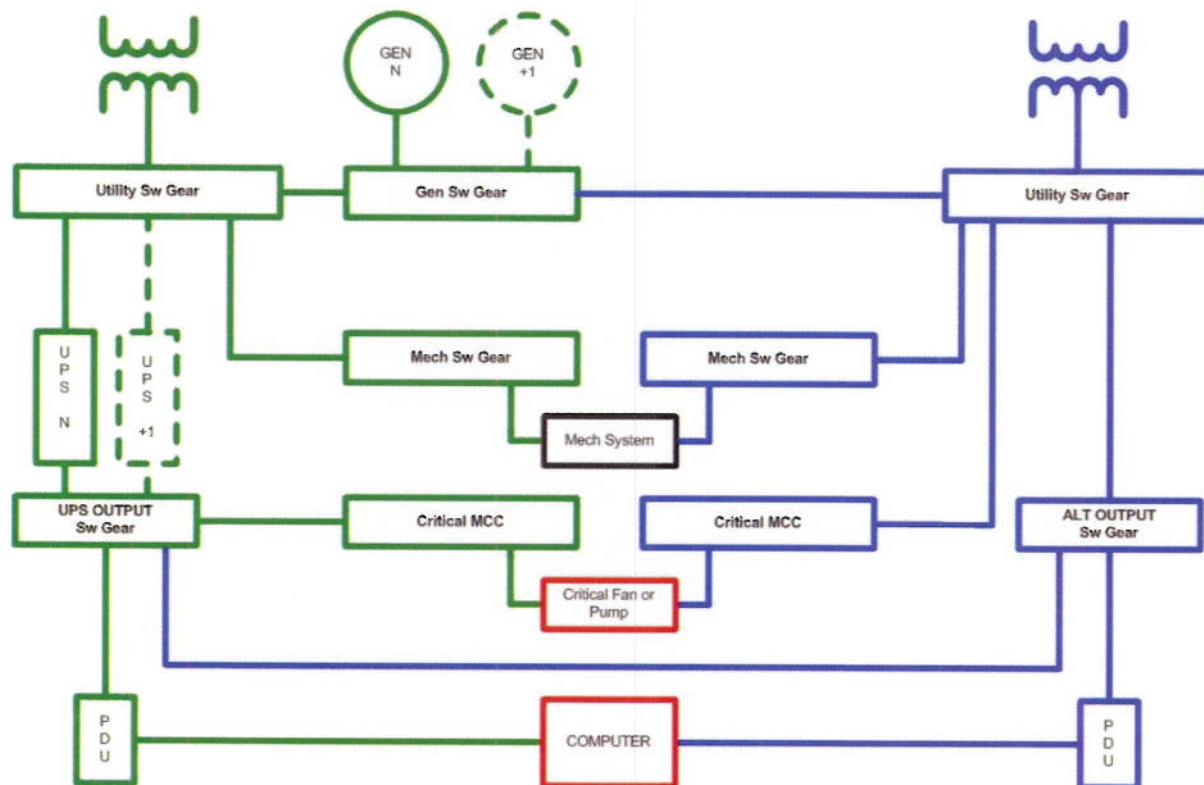 GEN
N
GEN
+1
Utility Sw Gear
Gen Sw Gear
Utility Sw Gear
U
P
S
N
U
P
S
+1
Mech Sw Gear
Mech Sw Gear
Mech System
UPS OUTPUT
Sw Gear
Critical MCC
Critical MCC
ALT OUTPUT
Sw Gear
Critical Fan or
Pump
P
D
U
COMPUTER
P
D
U